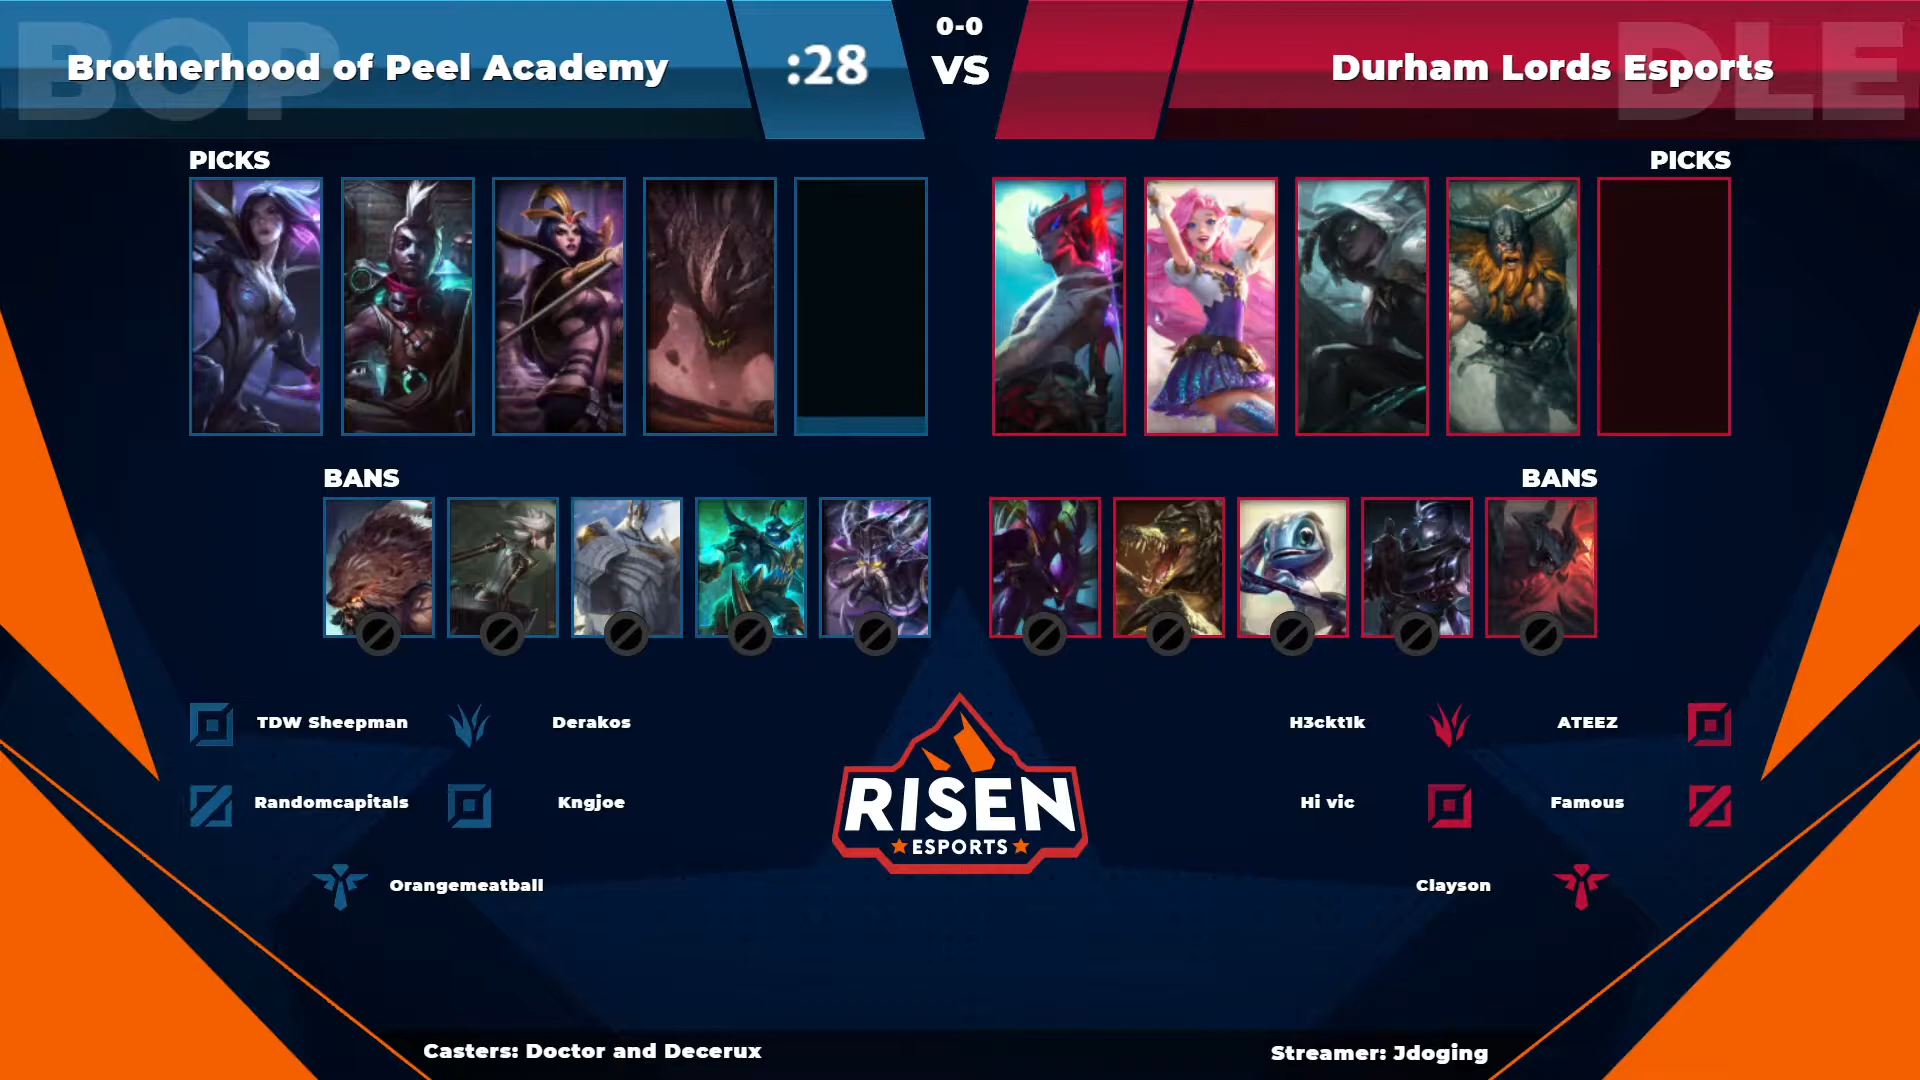 BOP
Brotherhood of Peel Academy
:28
0-0
VS
DLE
Durham Lords Esports
PICKS
PICKS
BANS
BANS
TDW Sheepman
Derakos
H3ckt1k
ATEEZ
Randomcapitals
Kngjoe
Hi vic
Famous
Orangemeatball
Clayson
RISEN
ESPORTS
Casters: Doctor and Decerux
Streamer: Jdoging